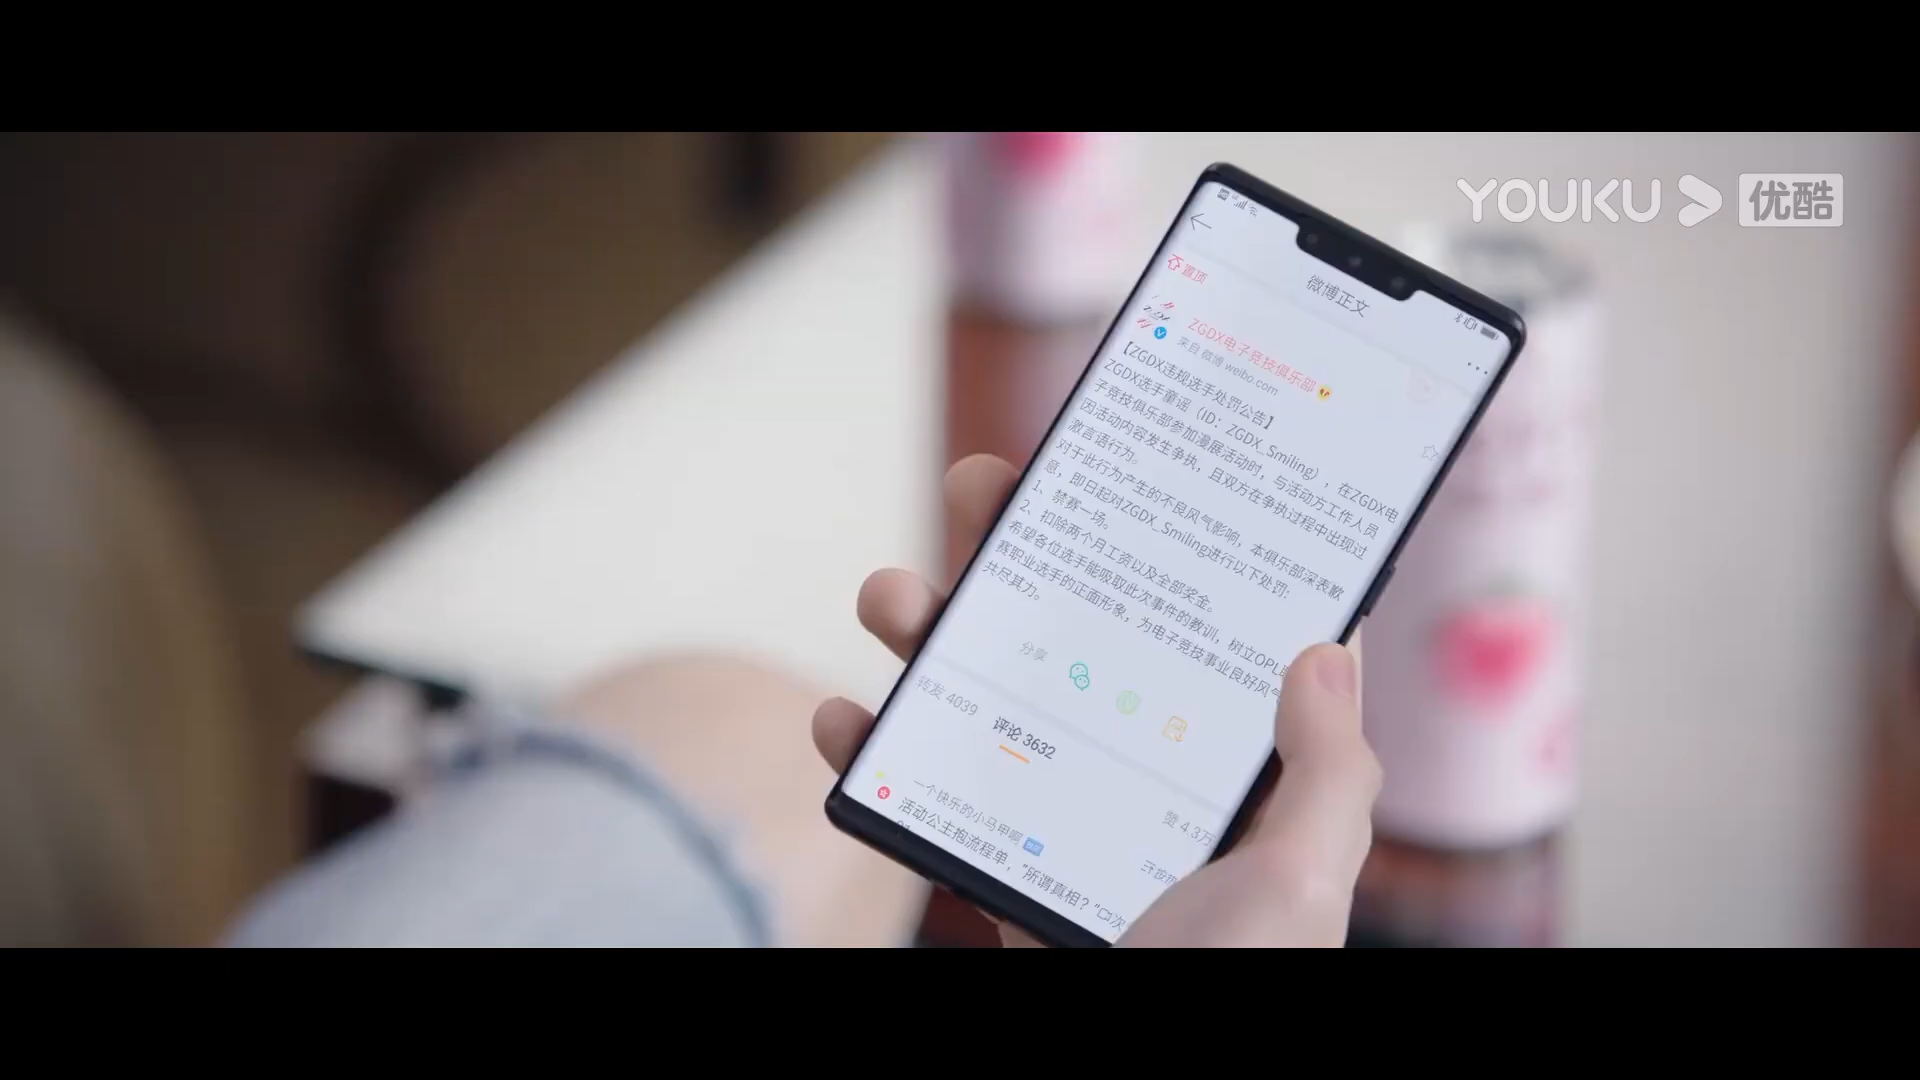 YOUKU 优酷
微博正文
置顶
ZGDX电子竞技俱乐部
来自 微博 weibo.com
【ZGDX违规选手处罚公告】
ZGDX选手童谣（ID：ZGDX_Smiling），在ZGDX电
子竞技俱乐部参加漫展活动时，与活动方工作人员
因活动内容发生争执，且双方在争执过程中出现过
激言语行为。
对于此行为产生的不良风气影响，本俱乐部深表歉
意，即日起对ZGDX_Smiling进行以下处罚：
1、禁赛一场。
2、扣除两个月工资以及全部奖金。
希望各位选手能吸取此次事件的教训，树立OPL
赛职业选手的正面形象，为电子竞技事业良好风气
共尽其力。
分享
转发 4039
评论 3632
赞 4.3万
一个快乐的小马甲啊
按热
活动公主抱流程单，"所谓真相？"